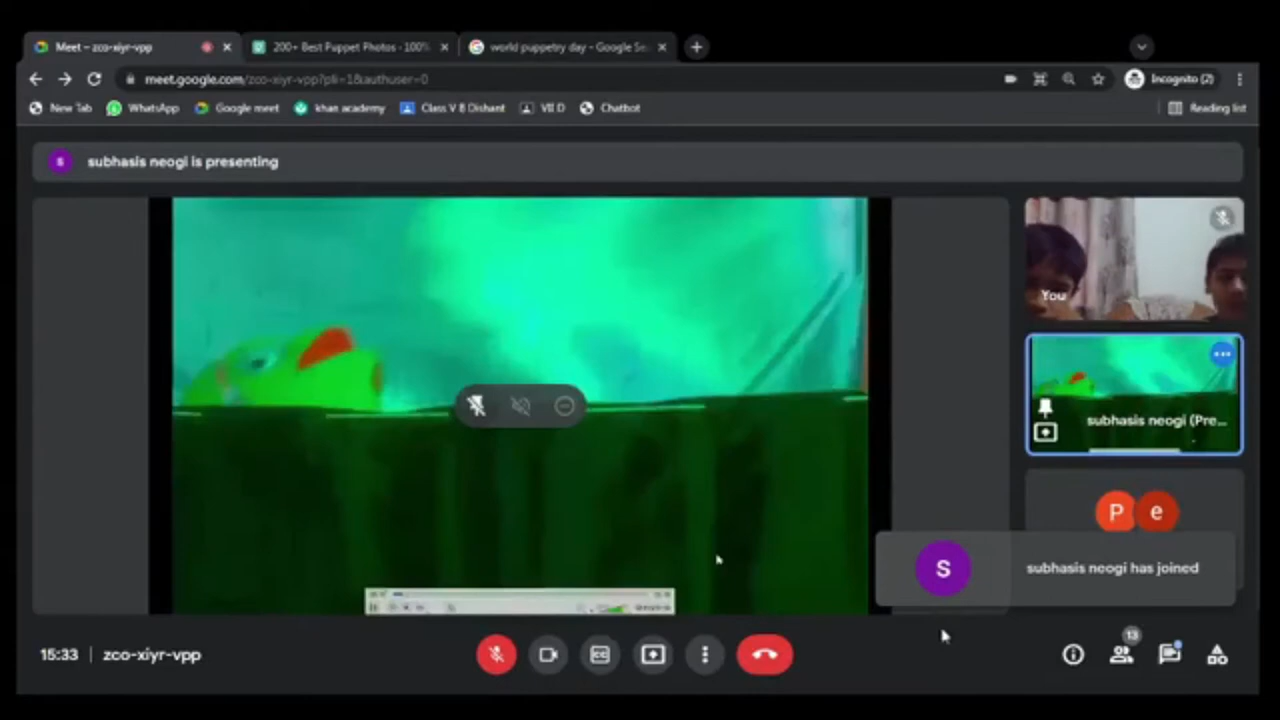 Meet – zco-xiyr-vpp
200+ Best Puppet Photos · 100%
world puppetry day - Google Se
meet.google.com/zco-xiyr-vpp?pli=1&authuser=0
Incognito (2)
New Tab
WhatsApp
Google meet
khan academy
Class V B Dishant
VII D
Chatbot
Reading list
S
subhasis neogi is presenting
You
subhasis neogi (Pre...
P
e
S
subhasis neogi has joined
15:33 | zco-xiyr-vpp
CC
13